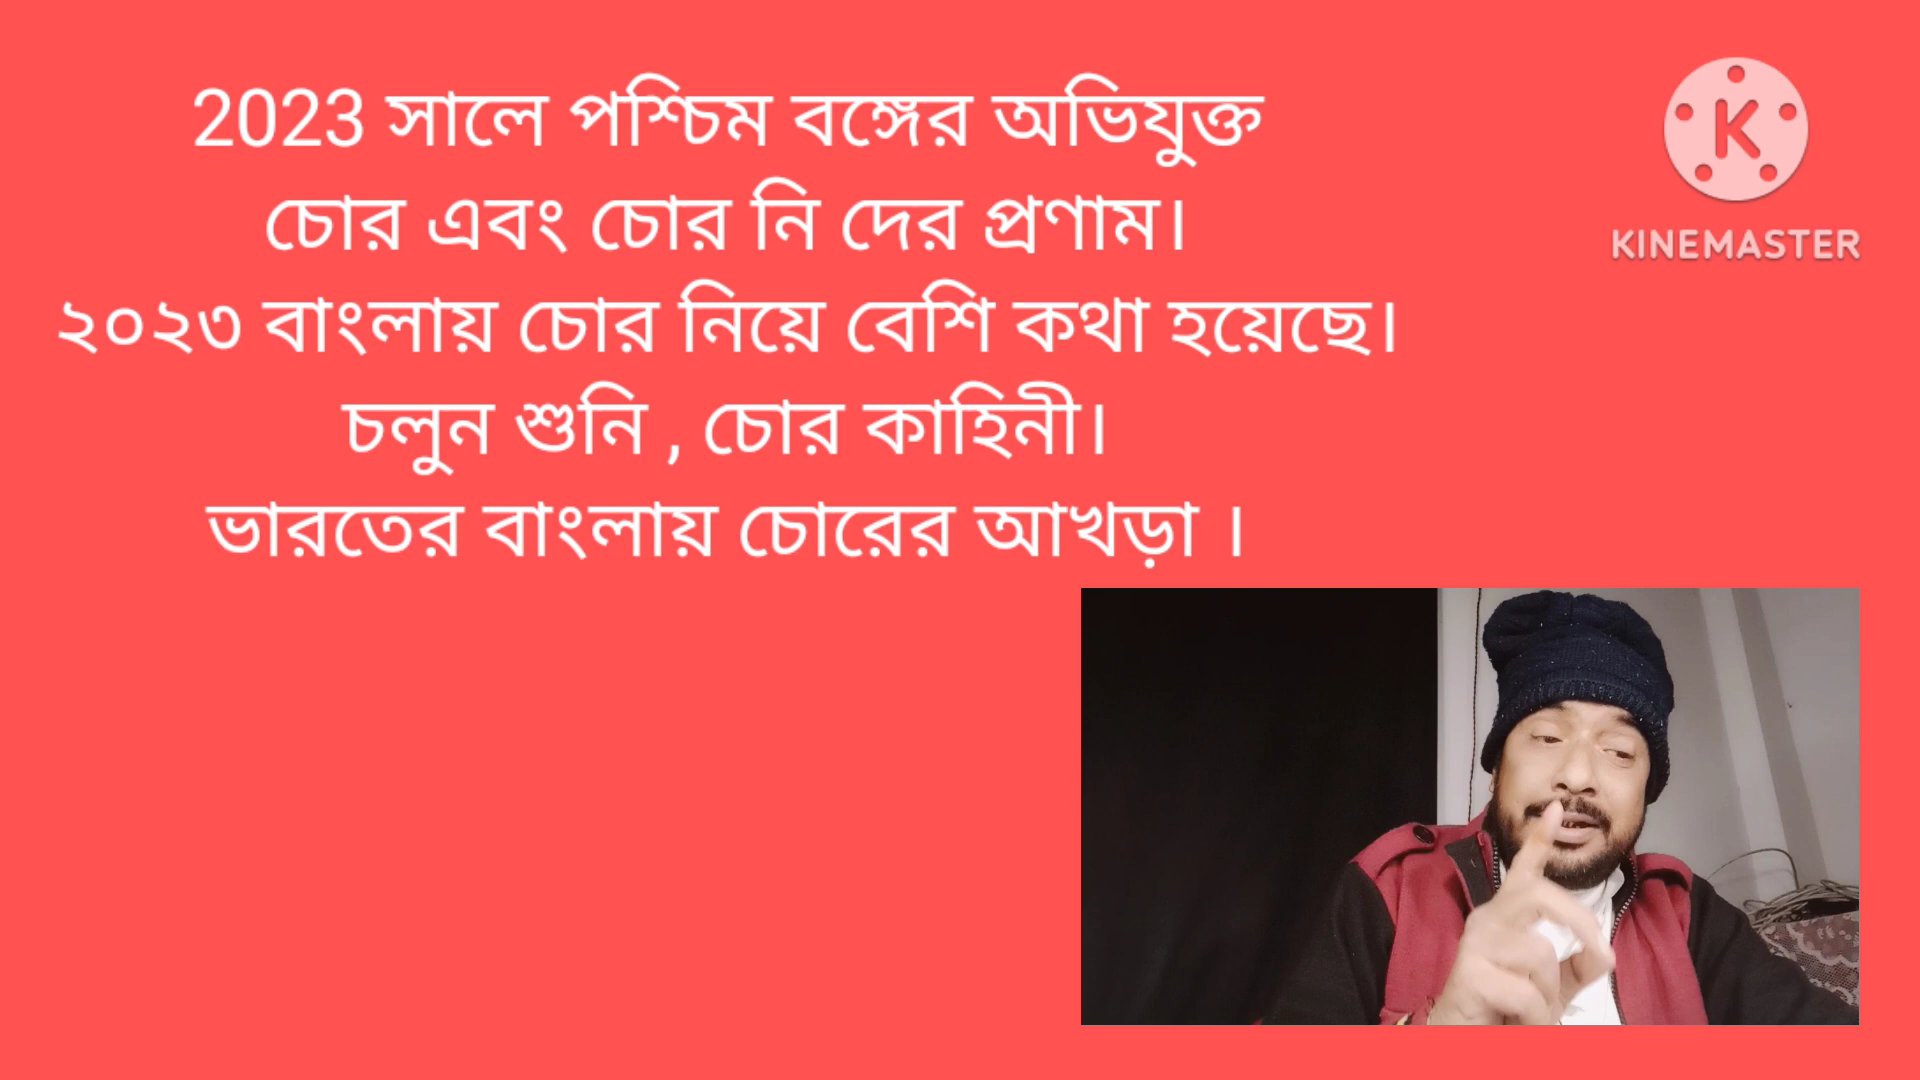 2023 সালে পশ্চিম বঙ্গের অভিযুক্ত
চোর এবং চোর নি দের প্রণাম।
২০২৩ বাংলায় চোর নিয়ে বেশি কথা হয়েছে।
চলুন শুনি , চোর কাহিনী।
ভারতের বাংলায় চোরের আখড়া ।
K
KINEMASTER